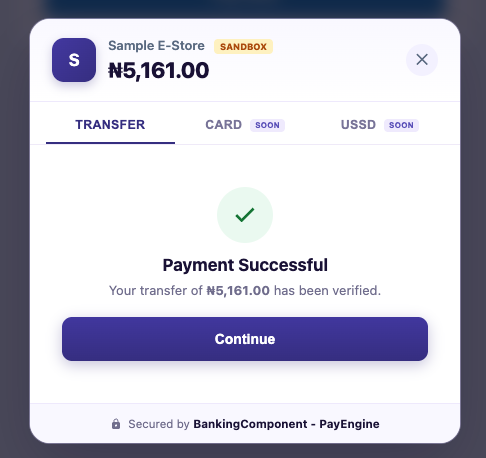 S
Sample E-Store SANDBOX
₦5,161.00
TRANSFER CARD SOON USSD SOON
Payment Successful
Your transfer of ₦5,161.00 has been verified.
Continue
Secured by BankingComponent - PayEngine